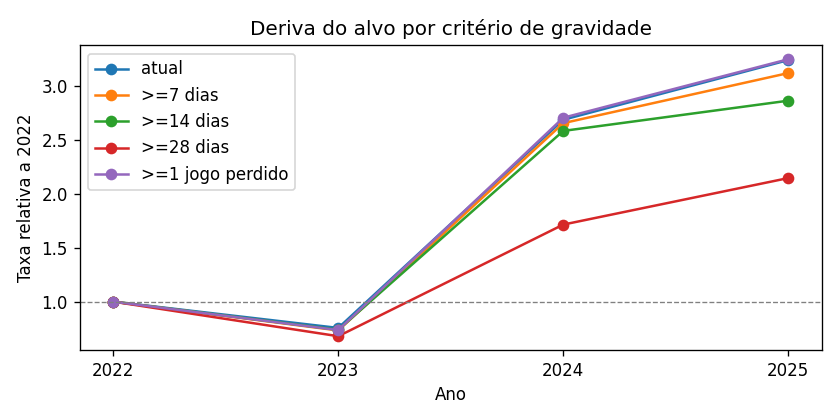 Deriva do alvo por critério de gravidade
atual
>=7 dias
>=14 dias
>=28 dias
>=1 jogo perdido
Taxa relativa a 2022
3.0
2.5
2.0
1.5
1.0
2022 2023 2024 2025
Ano